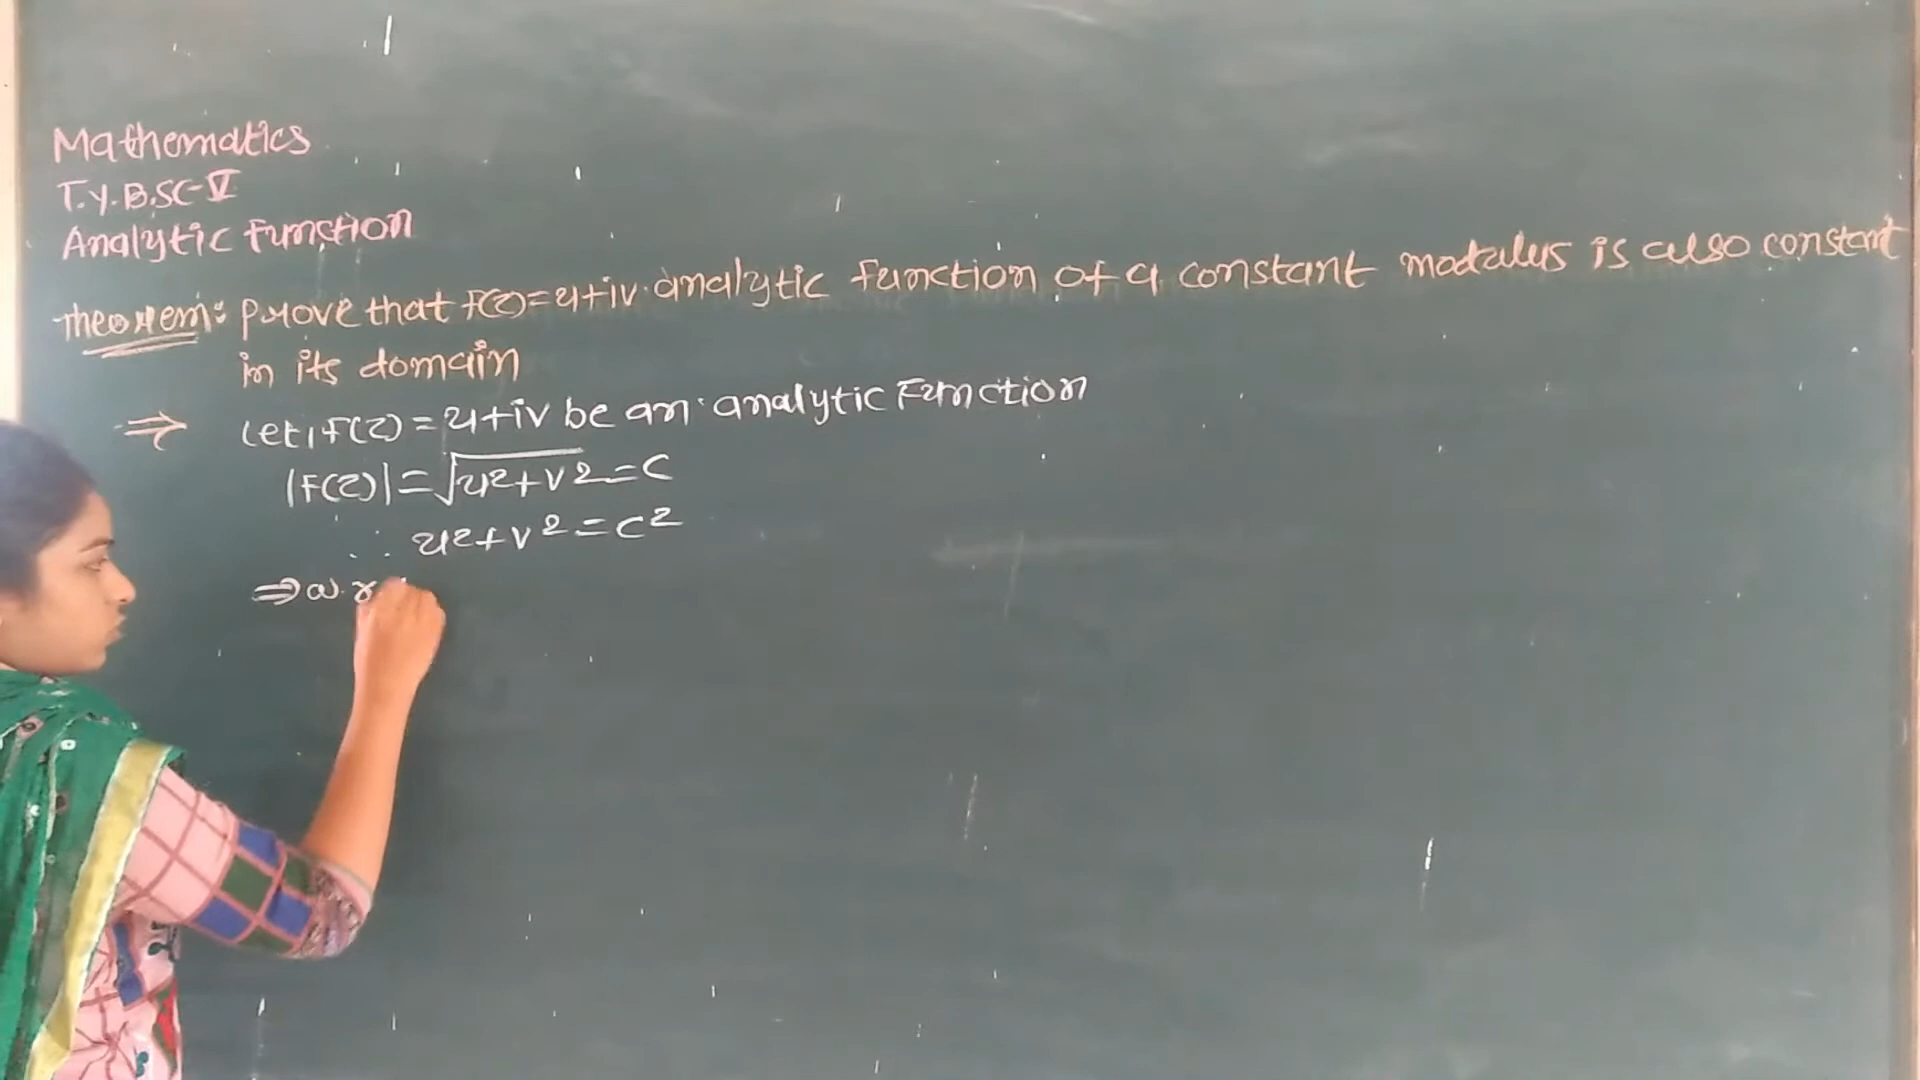 Mathematics
T.Y.B.SC-V
Analytic Function
Theorem: prove that f(z)=u+iv. analytic function of a constant modulus is also constant
in its domain
⇒ Let, f(z) = u+iv be an analytic Function
|F(z)| = √u2+v2 = C
∴ u2+v2 = c2
⇒ w.r